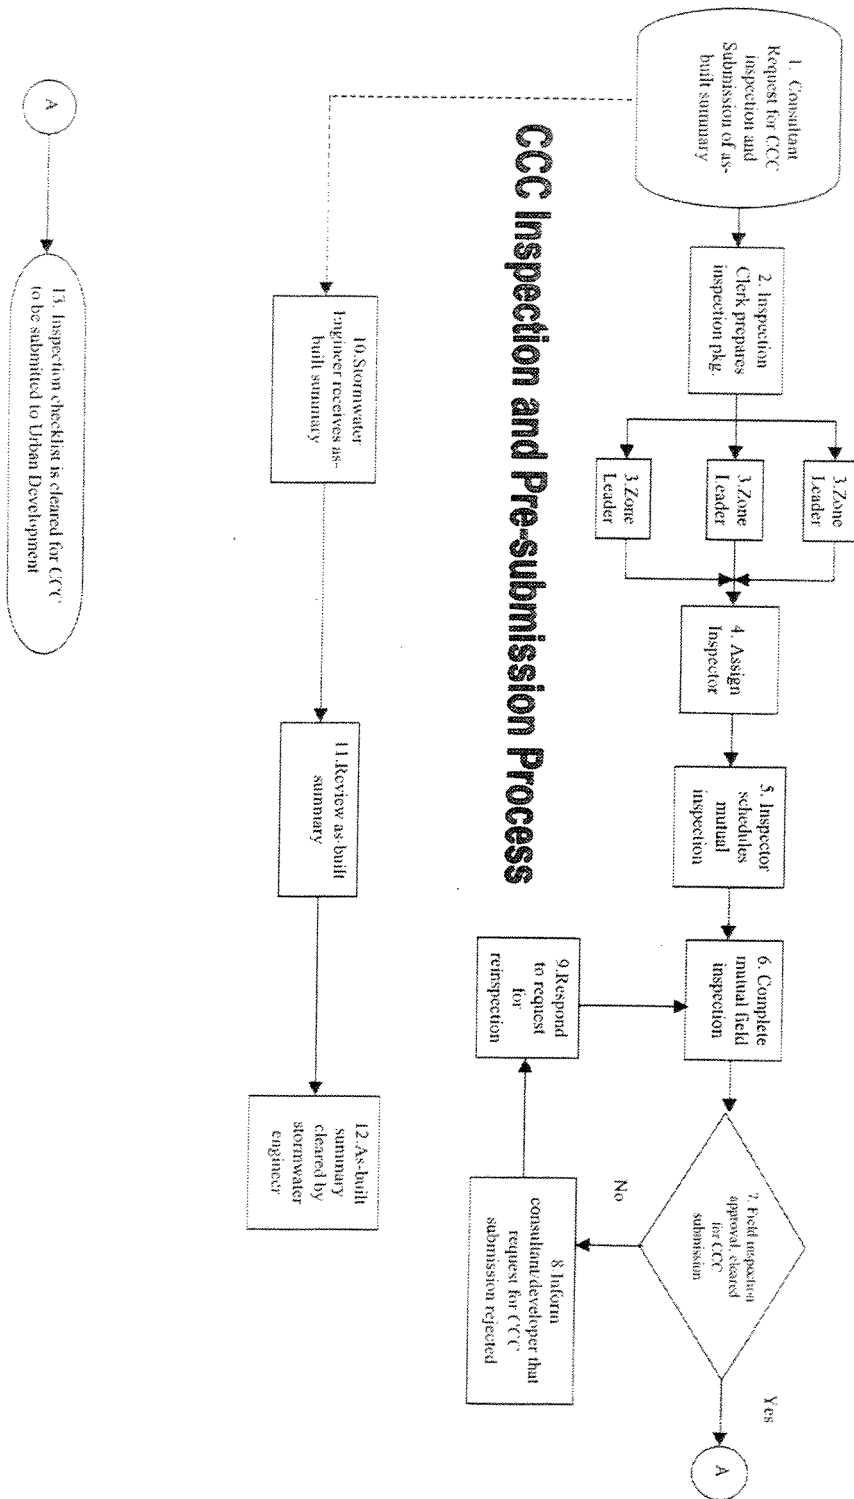 CCC Inspection and Pre-submission Process
1. Consultant
Request for CCC
inspection and
Submission of as-
built summary
2. Inspection
Clerk prepares
inspection pkg.
3.Zone
Leader
3.Zone
Leader
3.Zone
Leader
4. Assign
Inspector
5. Inspector
schedules
mutual
inspection
6. Complete
mutual field
inspection
7. Field inspection
approval, cleared
for CCC
submission
Yes
A
No
8.Inform
consultant/developer that
request for CCC
submission rejected
9.Respond
to request
for
reinspection
10.Stormwater
Engineer receives as-
built summary
11.Review as-built
summary
12.As-built
summary
cleared by
stormwater
engineer
A
13. Inspection checklist is cleared for CCC
to be submitted to Urban Development